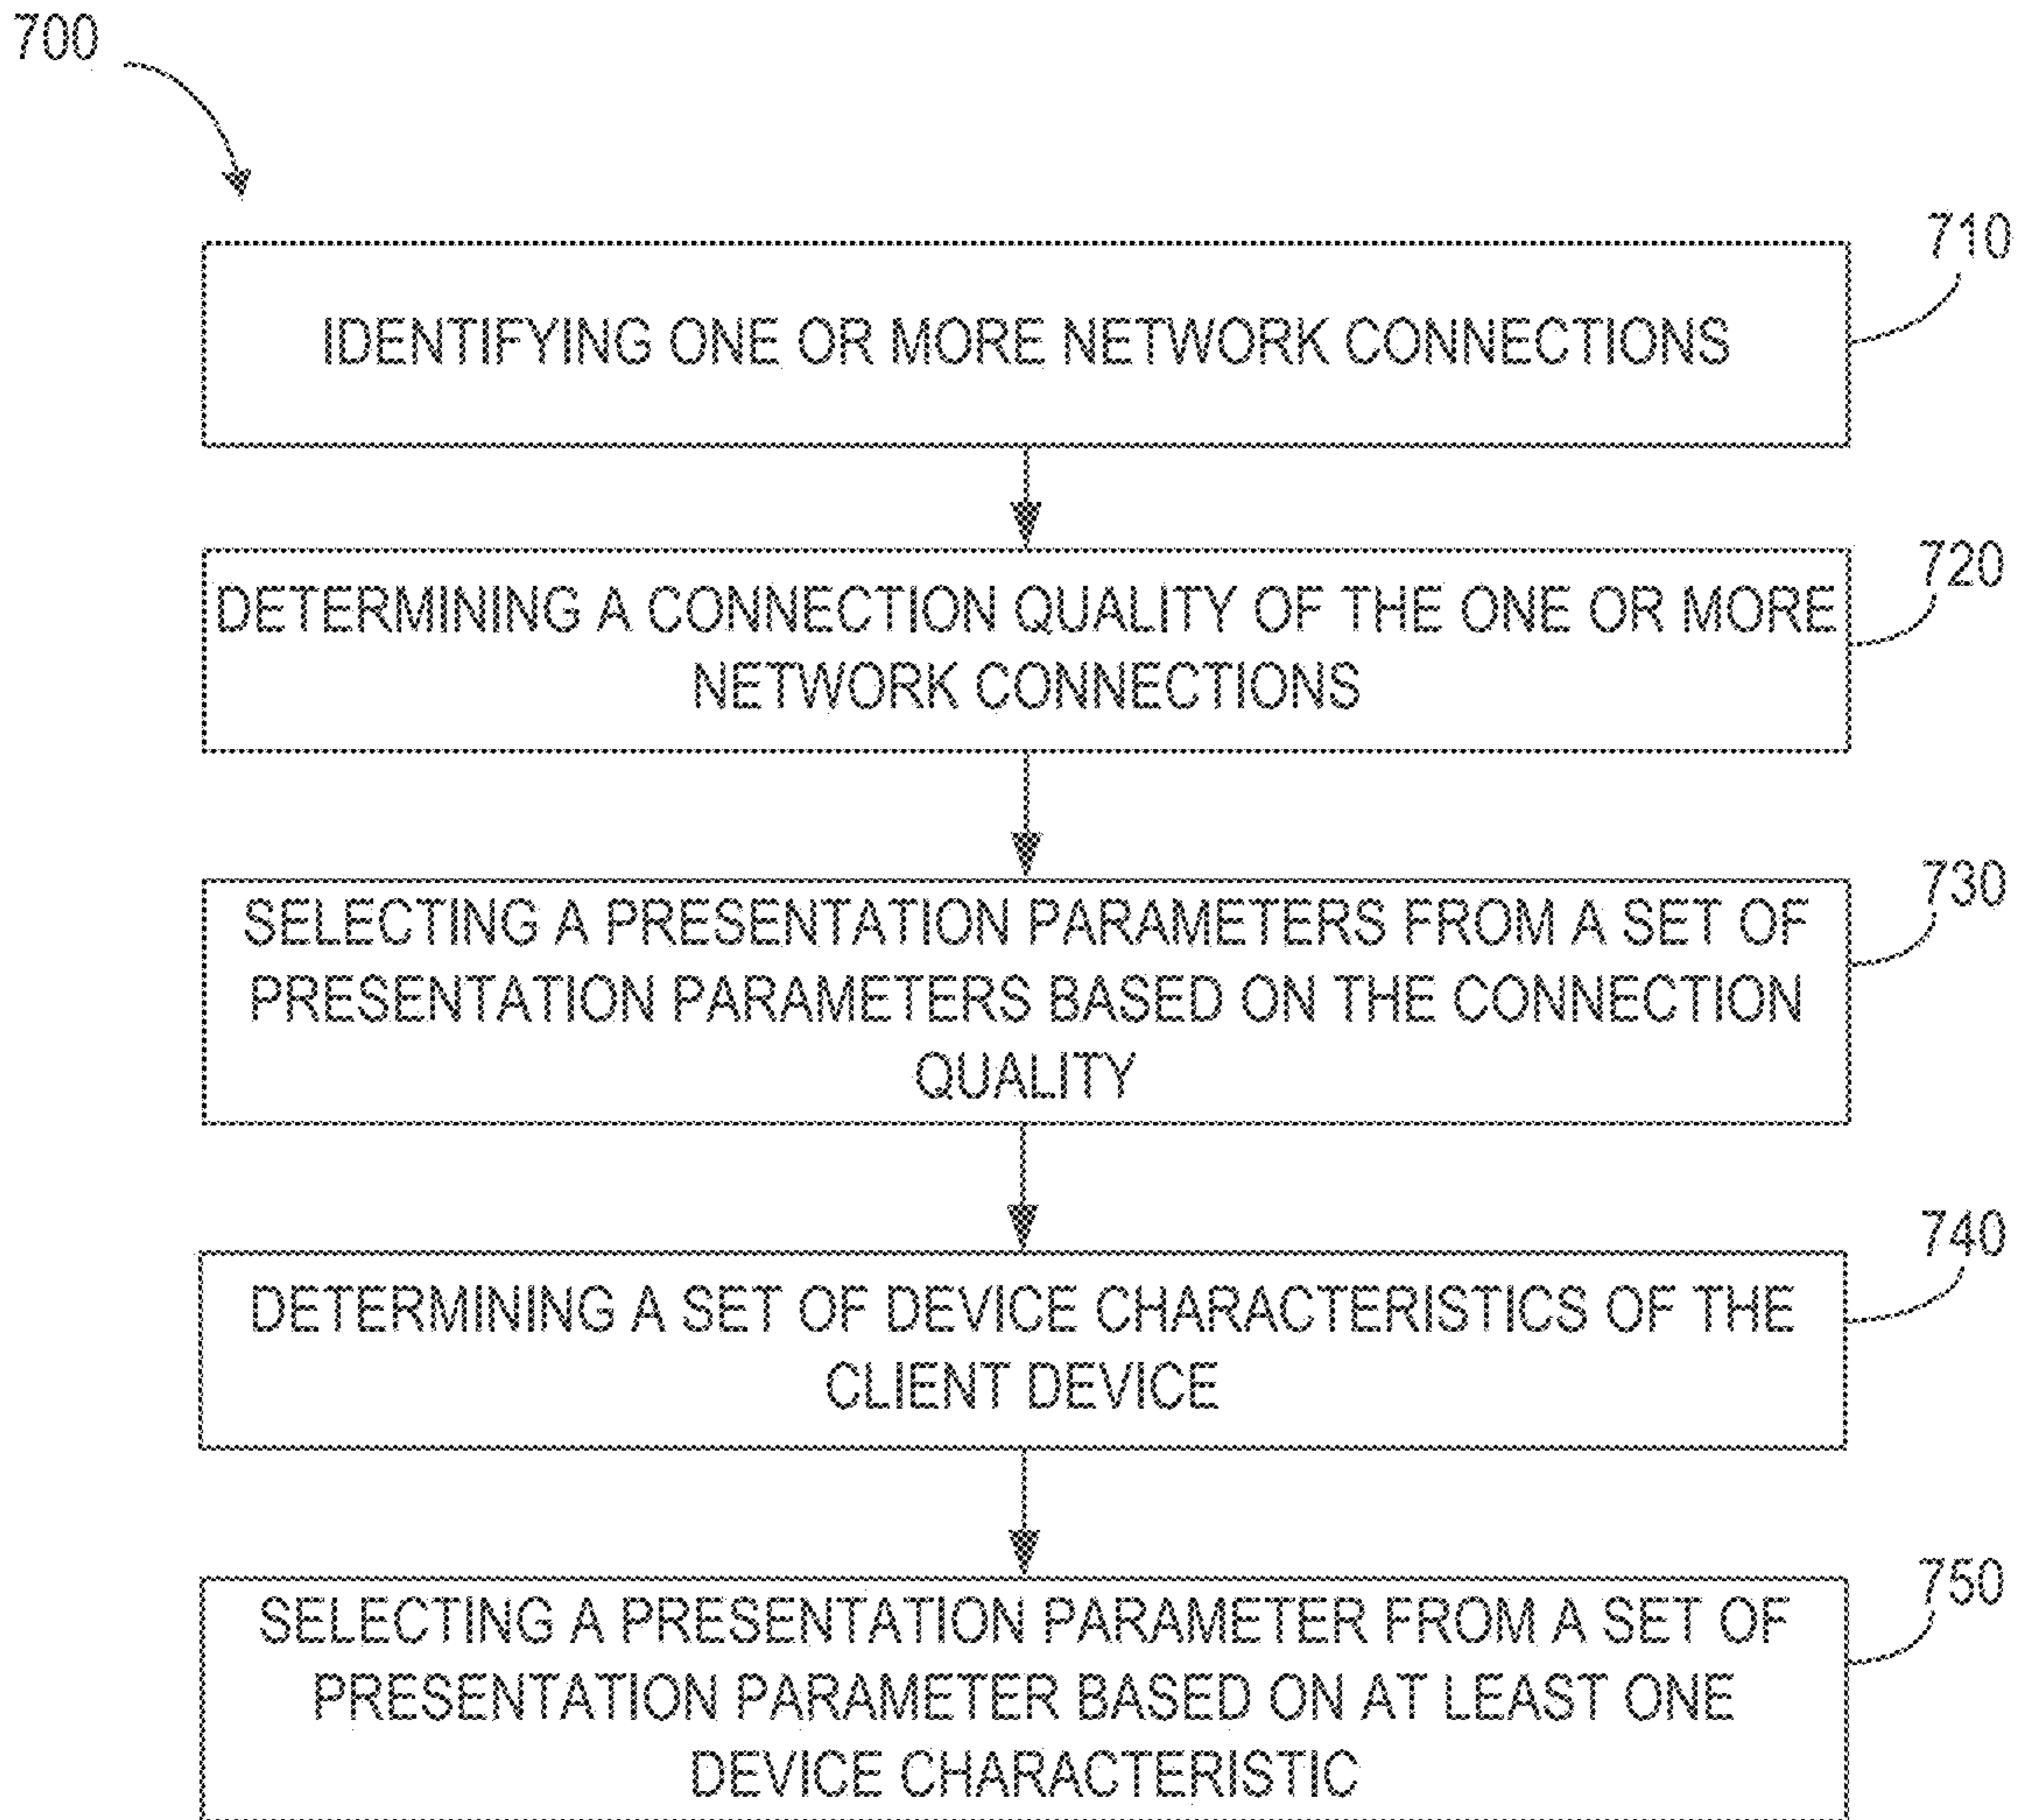 700
710
IDENTIFYING ONE OR MORE NETWORK CONNECTIONS
720
DETERMINING A CONNECTION QUALITY OF THE ONE OR MORE
NETWORK CONNECTIONS
730
SELECTING A PRESENTATION PARAMETERS FROM A SET OF
PRESENTATION PARAMETERS BASED ON THE CONNECTION
QUALITY
740
DETERMINING A SET OF DEVICE CHARACTERISTICS OF THE
CLIENT DEVICE
750
SELECTING A PRESENTATION PARAMETER FROM A SET OF
PRESENTATION PARAMETER BASED ON AT LEAST ONE
DEVICE CHARACTERISTIC